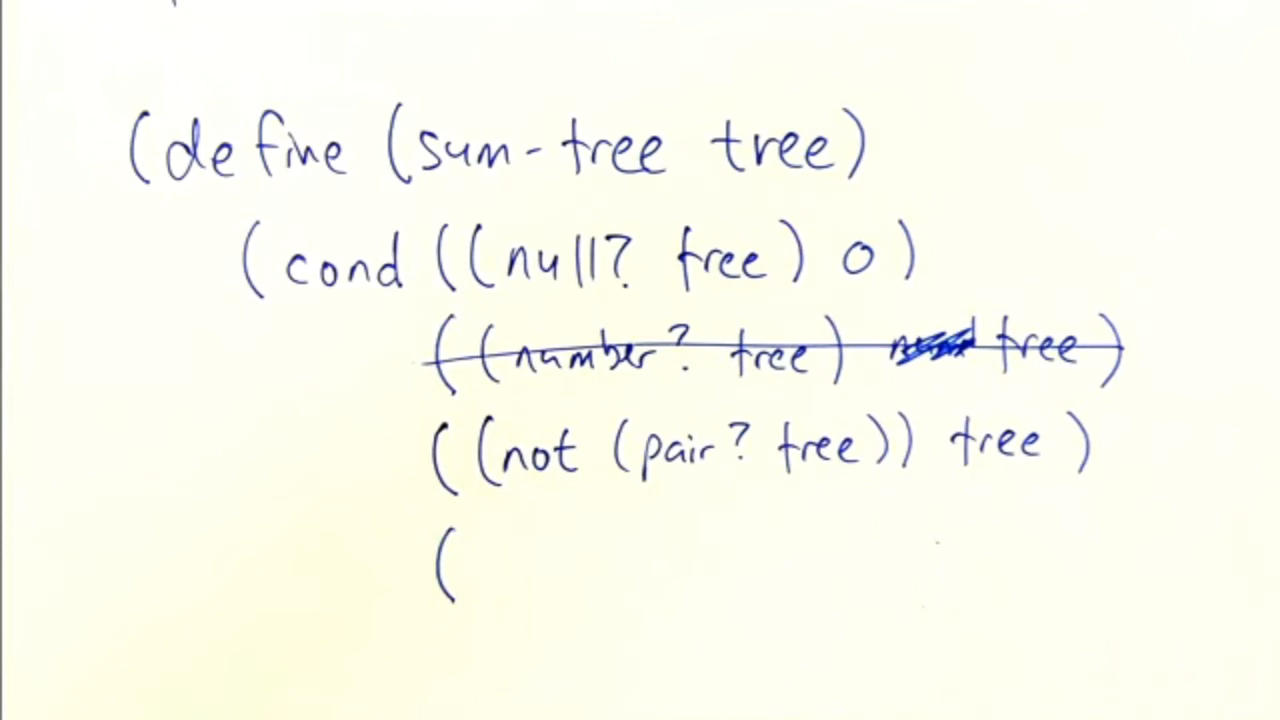 (define (sum-tree tree)
(cond ((null? tree) 0)
((number? tree) tree)
((not (pair? tree)) tree)
(